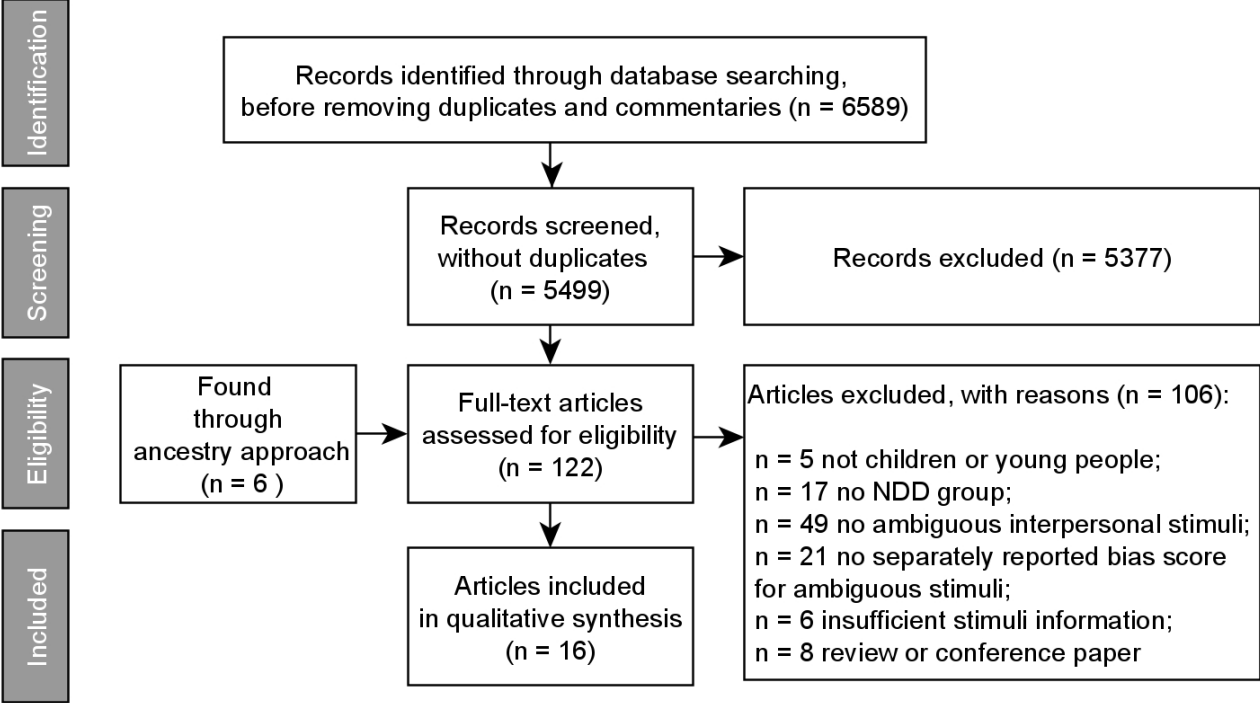 Identification
Records identified through database searching,
before removing duplicates and commentaries (n = 6589)
Screening
Records screened,
without duplicates
(n = 5499)
Records excluded (n = 5377)
Eligibility
Found
through
ancestry approach
(n = 6 )
Full-text articles
assessed for eligibility
(n = 122)
Articles excluded, with reasons (n = 106):
n = 5 not children or young people;
n = 17 no NDD group;
n = 49 no ambiguous interpersonal stimuli;
n = 21 no separately reported bias score
for ambiguous stimuli;
n = 6 insufficient stimuli information;
n = 8 review or conference paper
Included
Articles included
in qualitative synthesis
(n = 16)